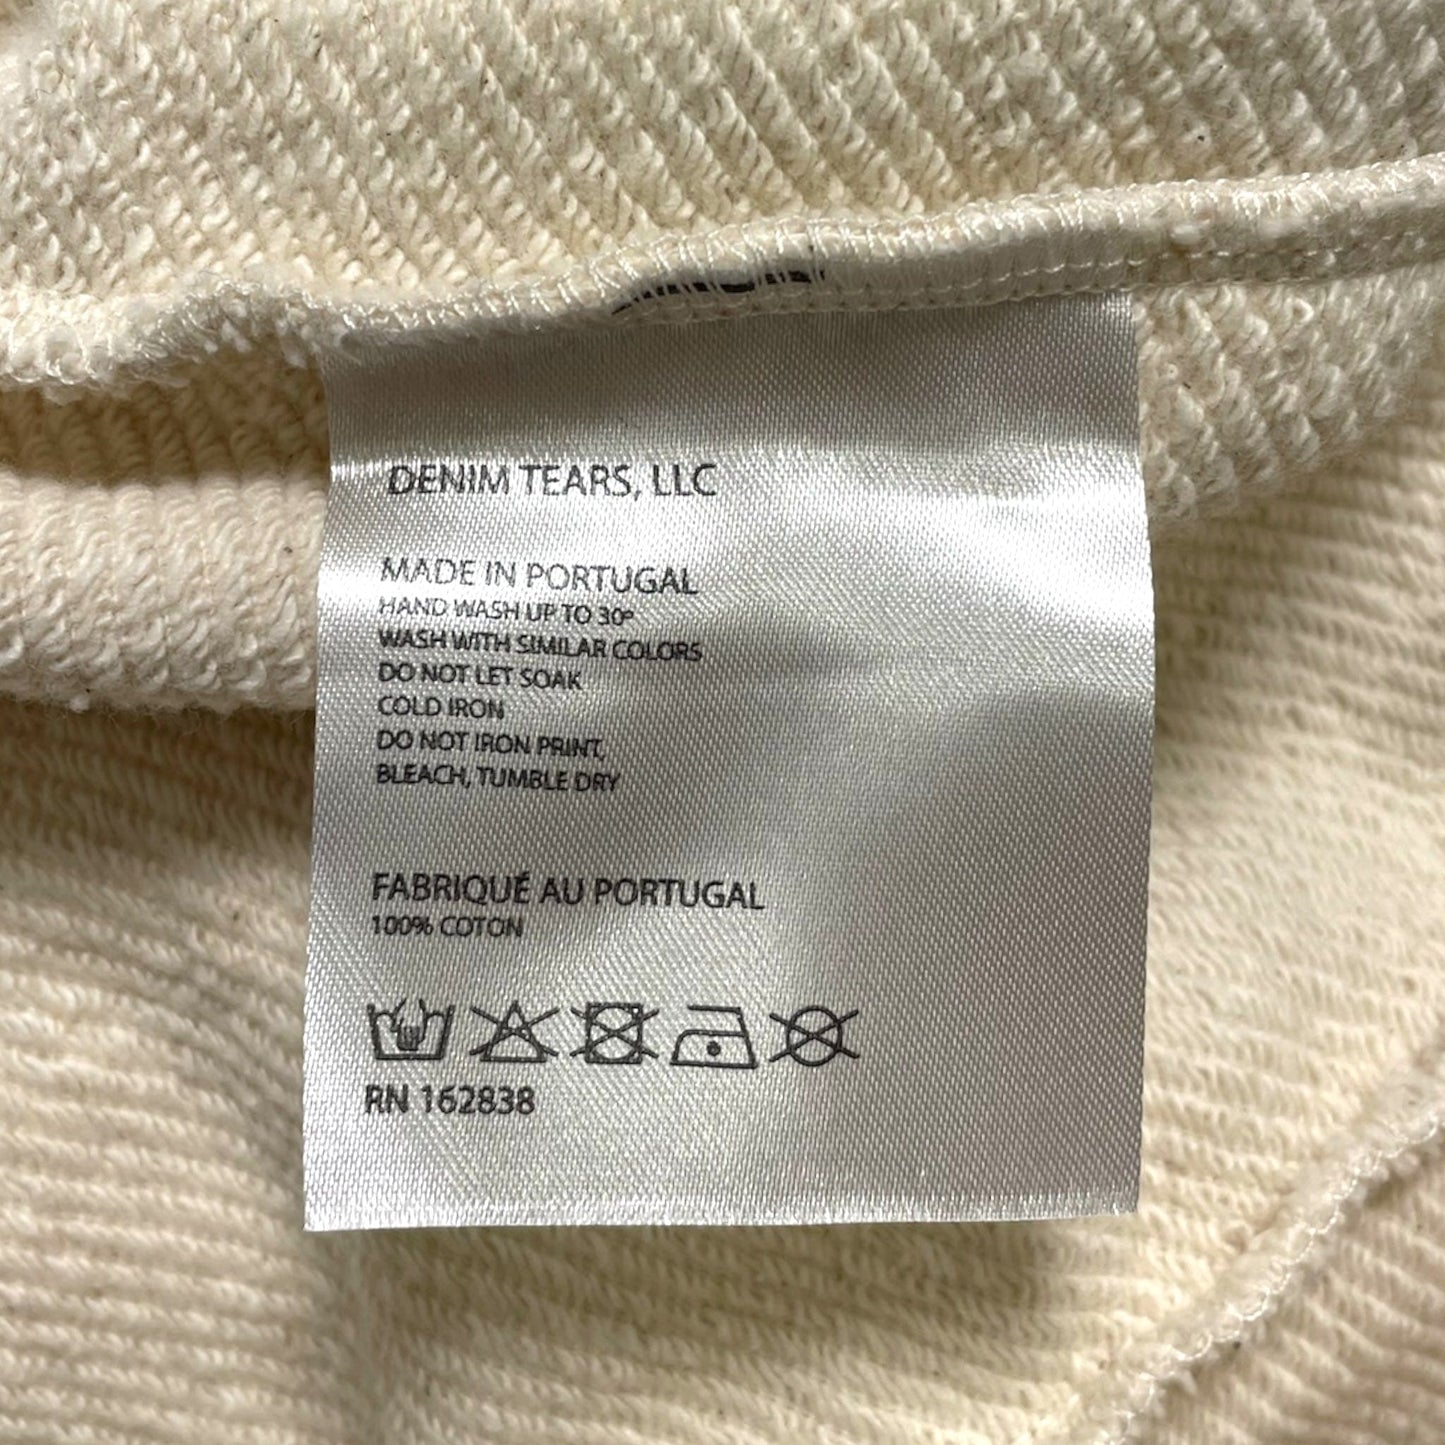 DENIM TEARS, LLC
MADE IN PORTUGAL
HAND WASH UP TO 30º
WASH WITH SIMILAR COLORS
DO NOT LET SOAK
COLD IRON
DO NOT IRON PRINT,
BLEACH, TUMBLE DRY
FABRIQUÉ AU PORTUGAL
100% COTON
RN 162838